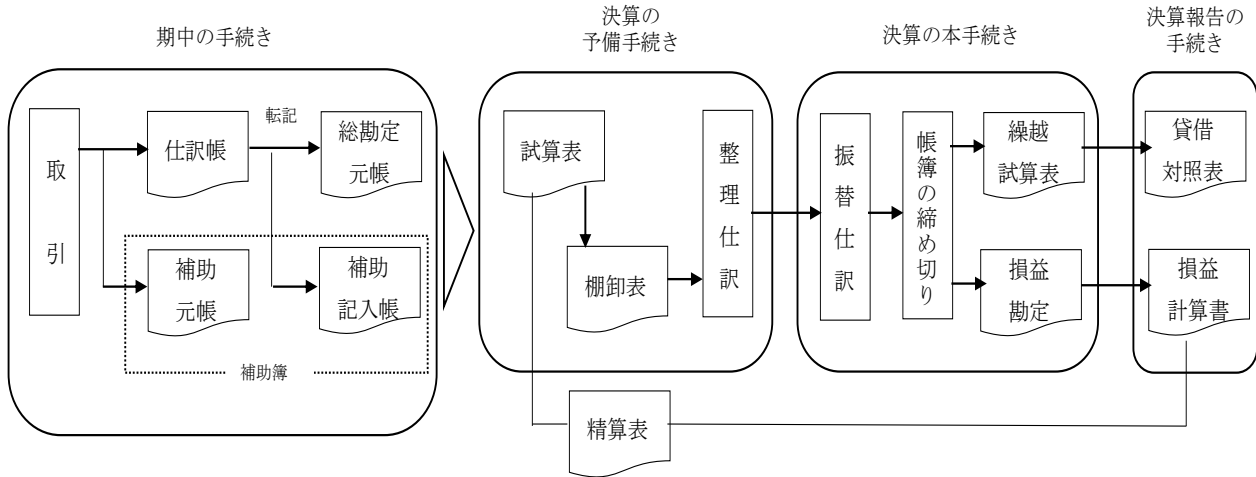 期中の手続き
取引
仕訳帳
転記
総勘定
元帳
補助
元帳
補助
記入帳
補助簿
決算の
予備手続き
試算表
棚卸表
整理仕訳
決算の本手続き
振替仕訳
帳簿の締め切り
繰越
試算表
損益
勘定
決算報告の
手続き
貸借
対照表
損益
計算書
精算表